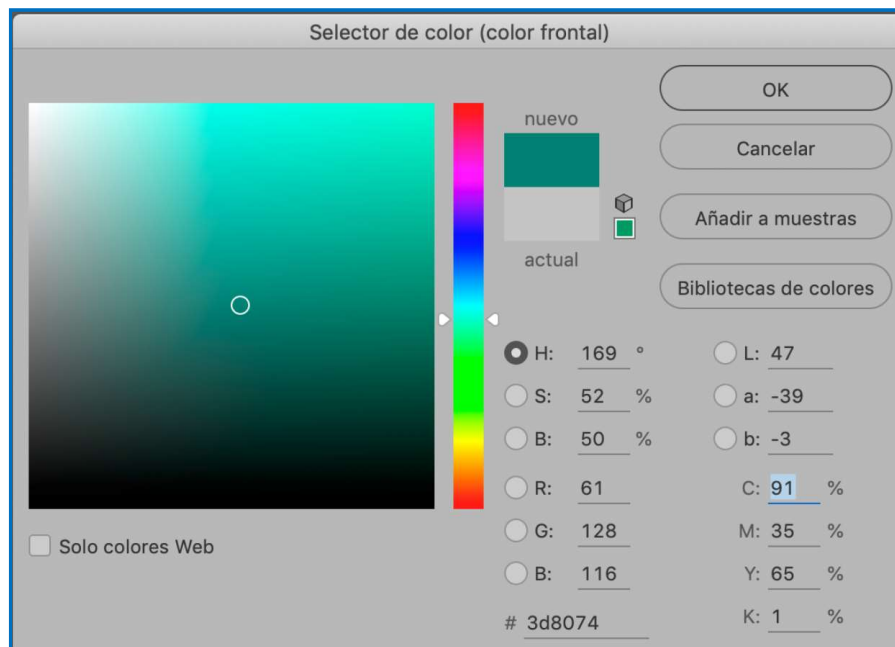 Selector de color (color frontal)
nuevo
actual
OK
Cancelar
Añadir a muestras
Bibliotecas de colores
H: 169 °
S: 52 %
B: 50 %
R: 61
G: 128
B: 116
# 3d8074
L: 47
a: -39
b: -3
C: 91 %
M: 35 %
Y: 65 %
K: 1 %
Solo colores Web